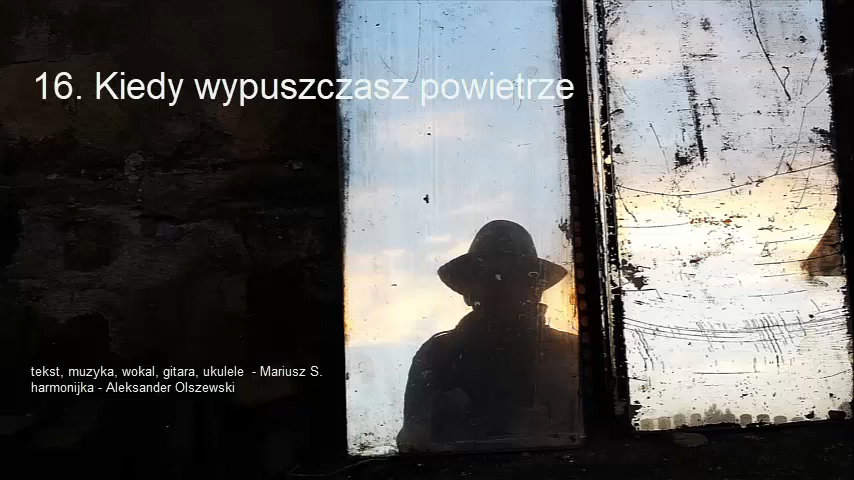 16. Kiedy wypuszczasz powietrze
tekst, muzyka, wokal, gitara, ukulele - Mariusz S.
harmonijka - Aleksander Olszewski